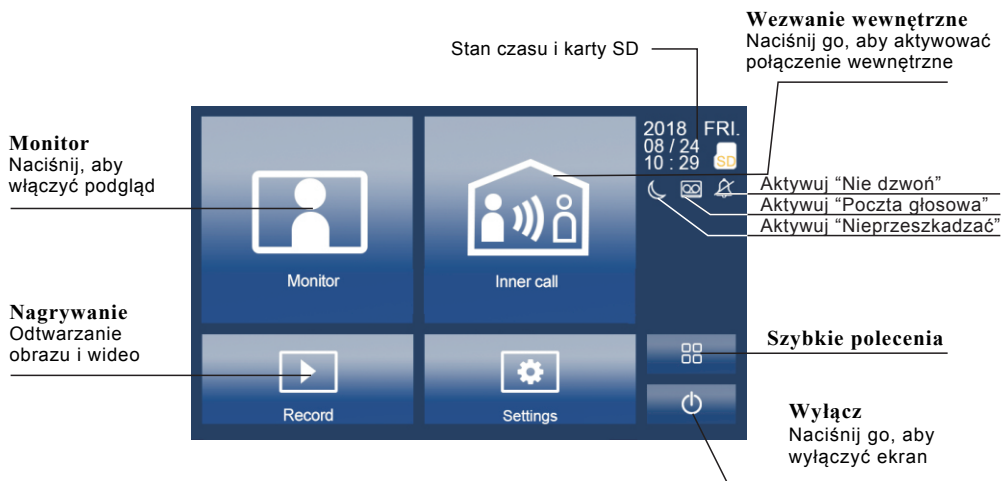 Wezwanie wewnętrzne
Naciśnij go, aby aktywować
połączenie wewnętrzne
Stan czasu i karty SD
Monitor
Naciśnij, aby
włączyć podgląd
2018 FRI.
08 / 24
10 : 29 SD
Aktywuj “Nie dzwoń”
Aktywuj “Poczta głosowa”
Aktywuj “Nieprzeszkadzać”
Monitor
Inner call
Nagrywanie
Odtwarzanie
obrazu i wideo
Szybkie polecenia
Record
Settings
Wyłącz
Naciśnij go, aby
wyłączyć ekran